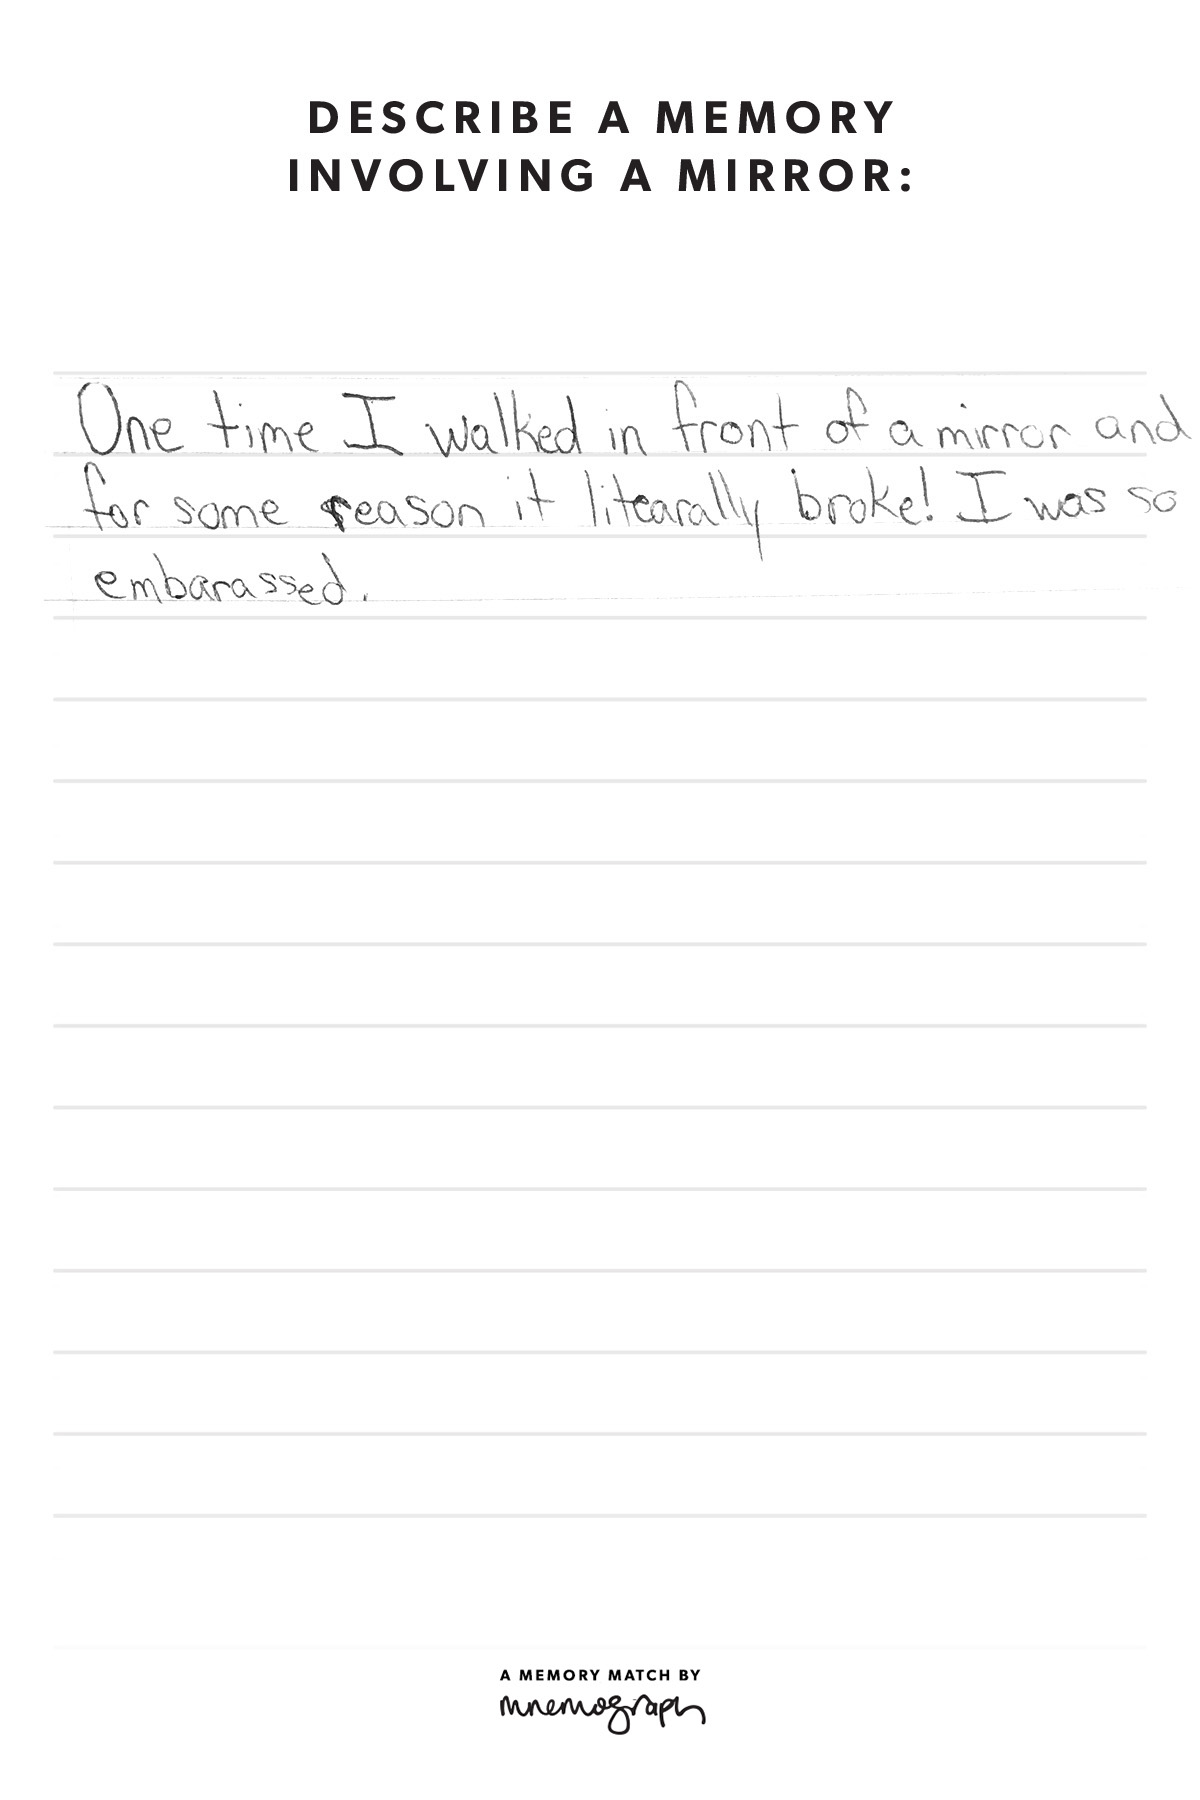 DESCRIBE A MEMORY
INVOLVING A MIRROR:
One time I walked in front of a mirror and
for some reason it litearally broke! I was so
embarassed.
A MEMORY MATCH BY
mnemograph